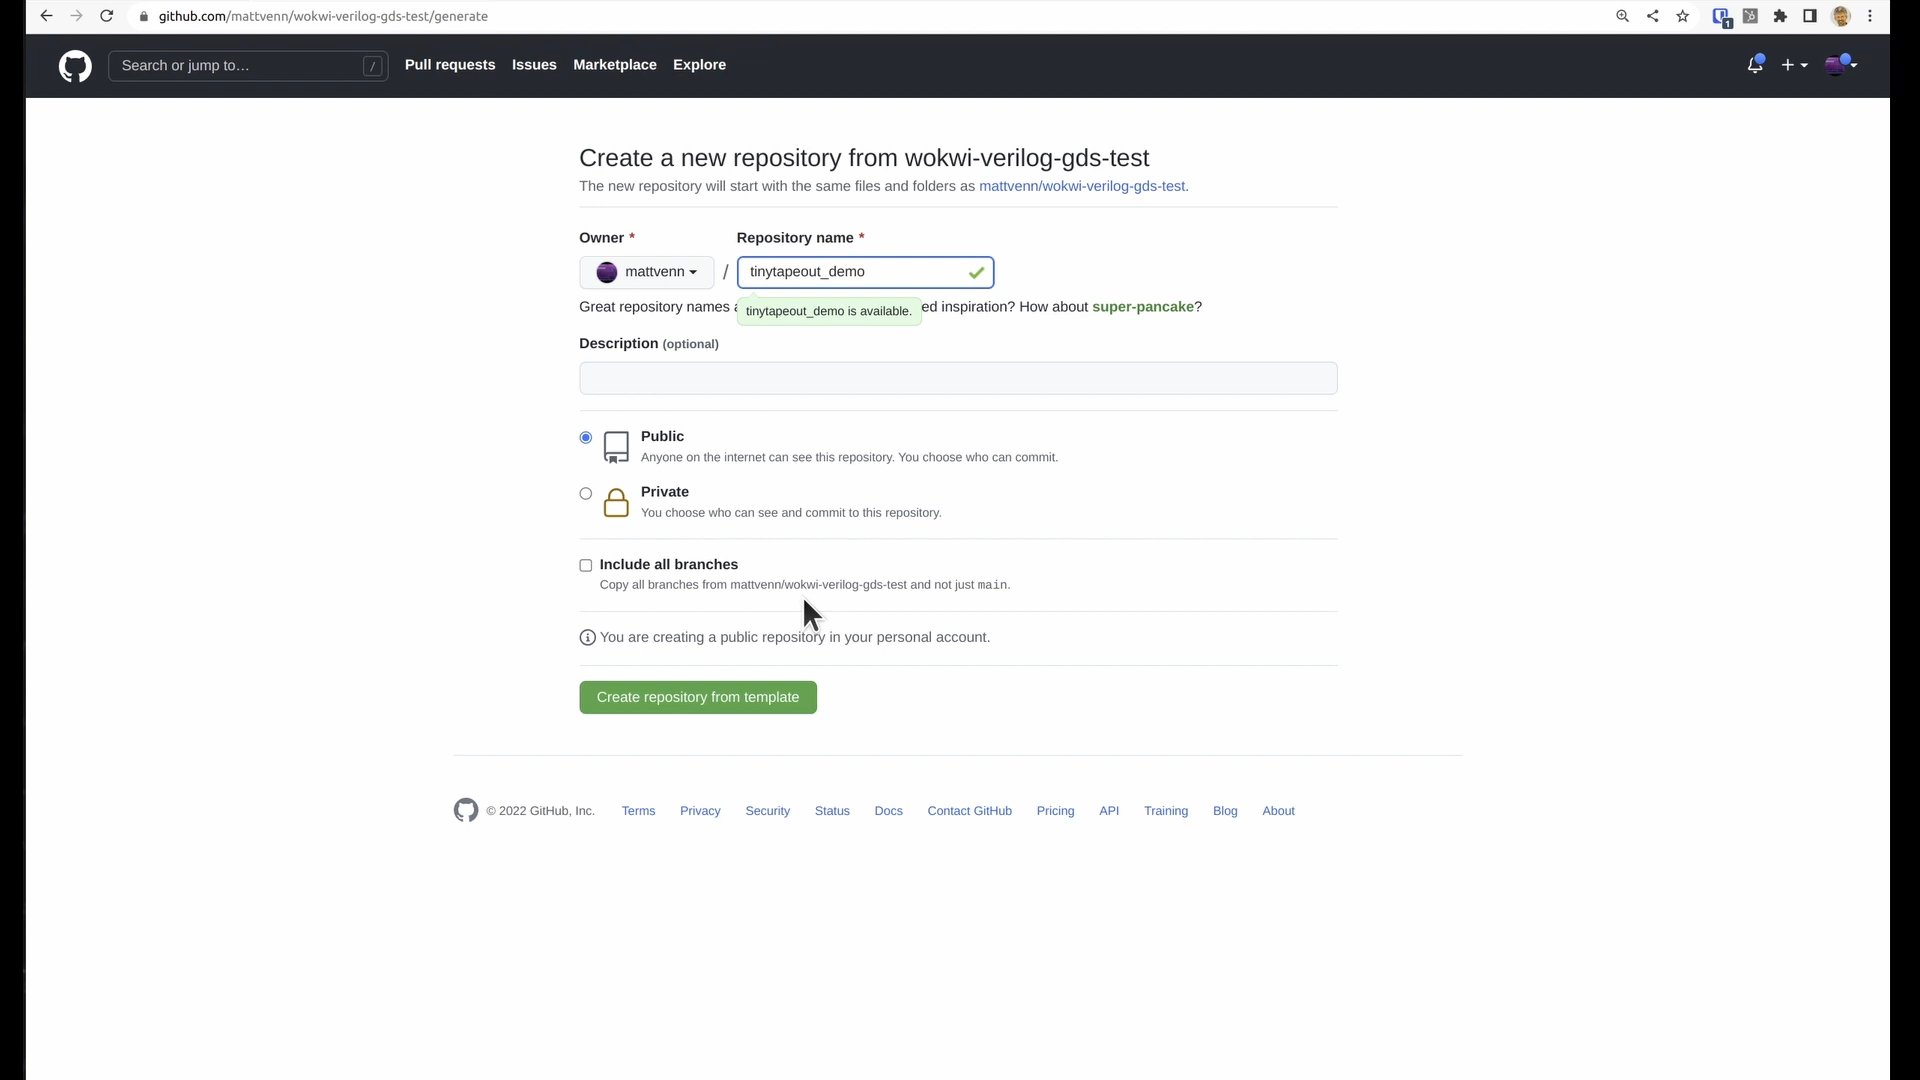 github.com/mattvenn/wokwi-verilog-gds-test/generate
1
Search or jump to…
/
Pull requests
Issues
Marketplace
Explore
Create a new repository from wokwi-verilog-gds-test
The new repository will start with the same files and folders as mattvenn/wokwi-verilog-gds-test.
Owner *
Repository name *
mattvenn
/
tinytapeout_demo
Great repository names a
tinytapeout_demo is available.
ed inspiration? How about super-pancake?
Description (optional)
Public
Anyone on the internet can see this repository. You choose who can commit.
Private
You choose who can see and commit to this repository.
Include all branches
Copy all branches from mattvenn/wokwi-verilog-gds-test and not just main.
You are creating a public repository in your personal account.
Create repository from template
© 2022 GitHub, Inc.
Terms
Privacy
Security
Status
Docs
Contact GitHub
Pricing
API
Training
Blog
About